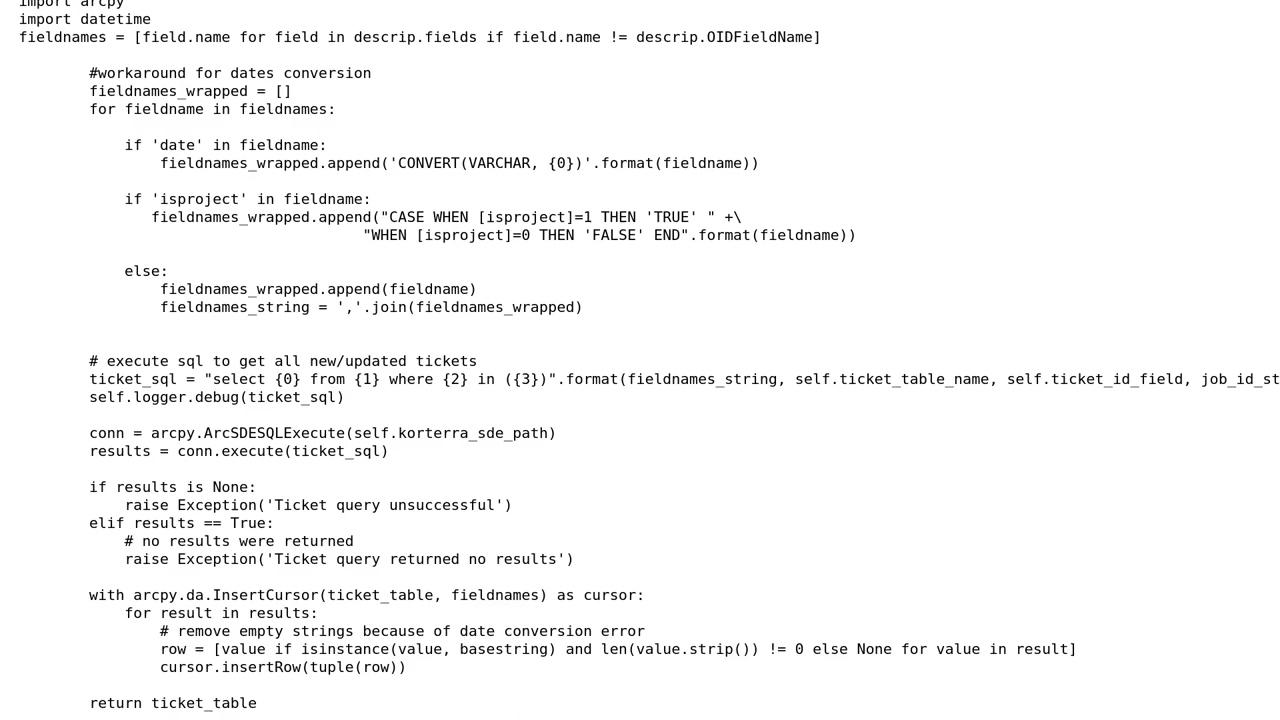 import arcpy
import datetime
fieldnames = [field.name for field in descrip.fields if field.name != descrip.OIDFieldName]
#workaround for dates conversion
fieldnames_wrapped = []
for fieldname in fieldnames:
if 'date' in fieldname:
fieldnames_wrapped.append('CONVERT(VARCHAR, {0})'.format(fieldname))
if 'isproject' in fieldname:
fieldnames_wrapped.append("CASE WHEN [isproject]=1 THEN 'TRUE' " +\
"WHEN [isproject]=0 THEN 'FALSE' END".format(fieldname))
else:
fieldnames_wrapped.append(fieldname)
fieldnames_string = ','.join(fieldnames_wrapped)
# execute sql to get all new/updated tickets
ticket_sql = "select {0} from {1} where {2} in ({3})".format(fieldnames_string, self.ticket_table_name, self.ticket_id_field, job_id_st
self.logger.debug(ticket_sql)
conn = arcpy.ArcSDESQLExecute(self.korterra_sde_path)
results = conn.execute(ticket_sql)
if results is None:
raise Exception('Ticket query unsuccessful')
elif results == True:
# no results were returned
raise Exception('Ticket query returned no results')
with arcpy.da.InsertCursor(ticket_table, fieldnames) as cursor:
for result in results:
# remove empty strings because of date conversion error
row = [value if isinstance(value, basestring) and len(value.strip()) != 0 else None for value in result]
cursor.insertRow(tuple(row))
return ticket_table